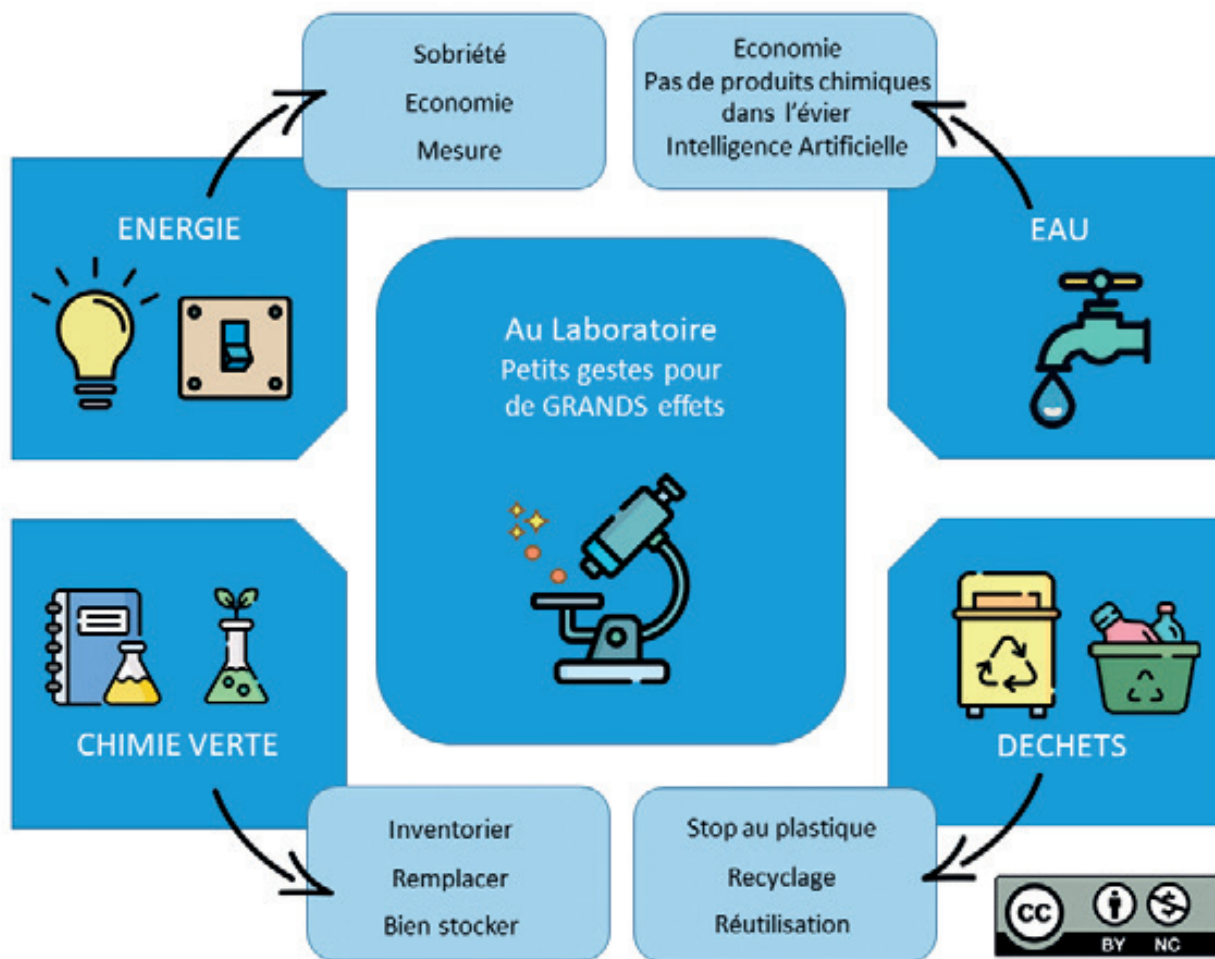 Sobriété
Economie
Mesure
Economie
Pas de produits chimiques
dans l'évier
Intelligence Artificielle
ENERGIE
EAU
Au Laboratoire
Petits gestes pour
de GRANDS effets
CHIMIE VERTE
DECHETS
Inventorier
Remplacer
Bien stocker
Stop au plastique
Recyclage
Réutilisation
CC
BY NC